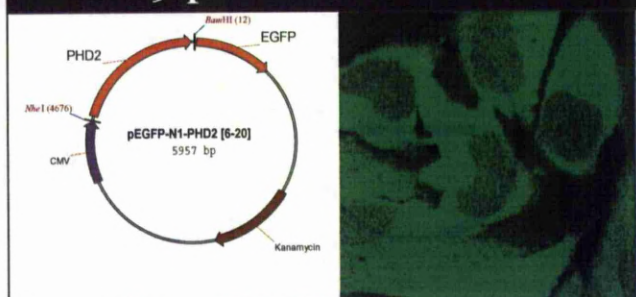 BamHI (12)
EGFP
PHD2
NheI (4676)
pEGFP-N1-PHD2 [6-20]
5957 bp
CMV
Kanamycin